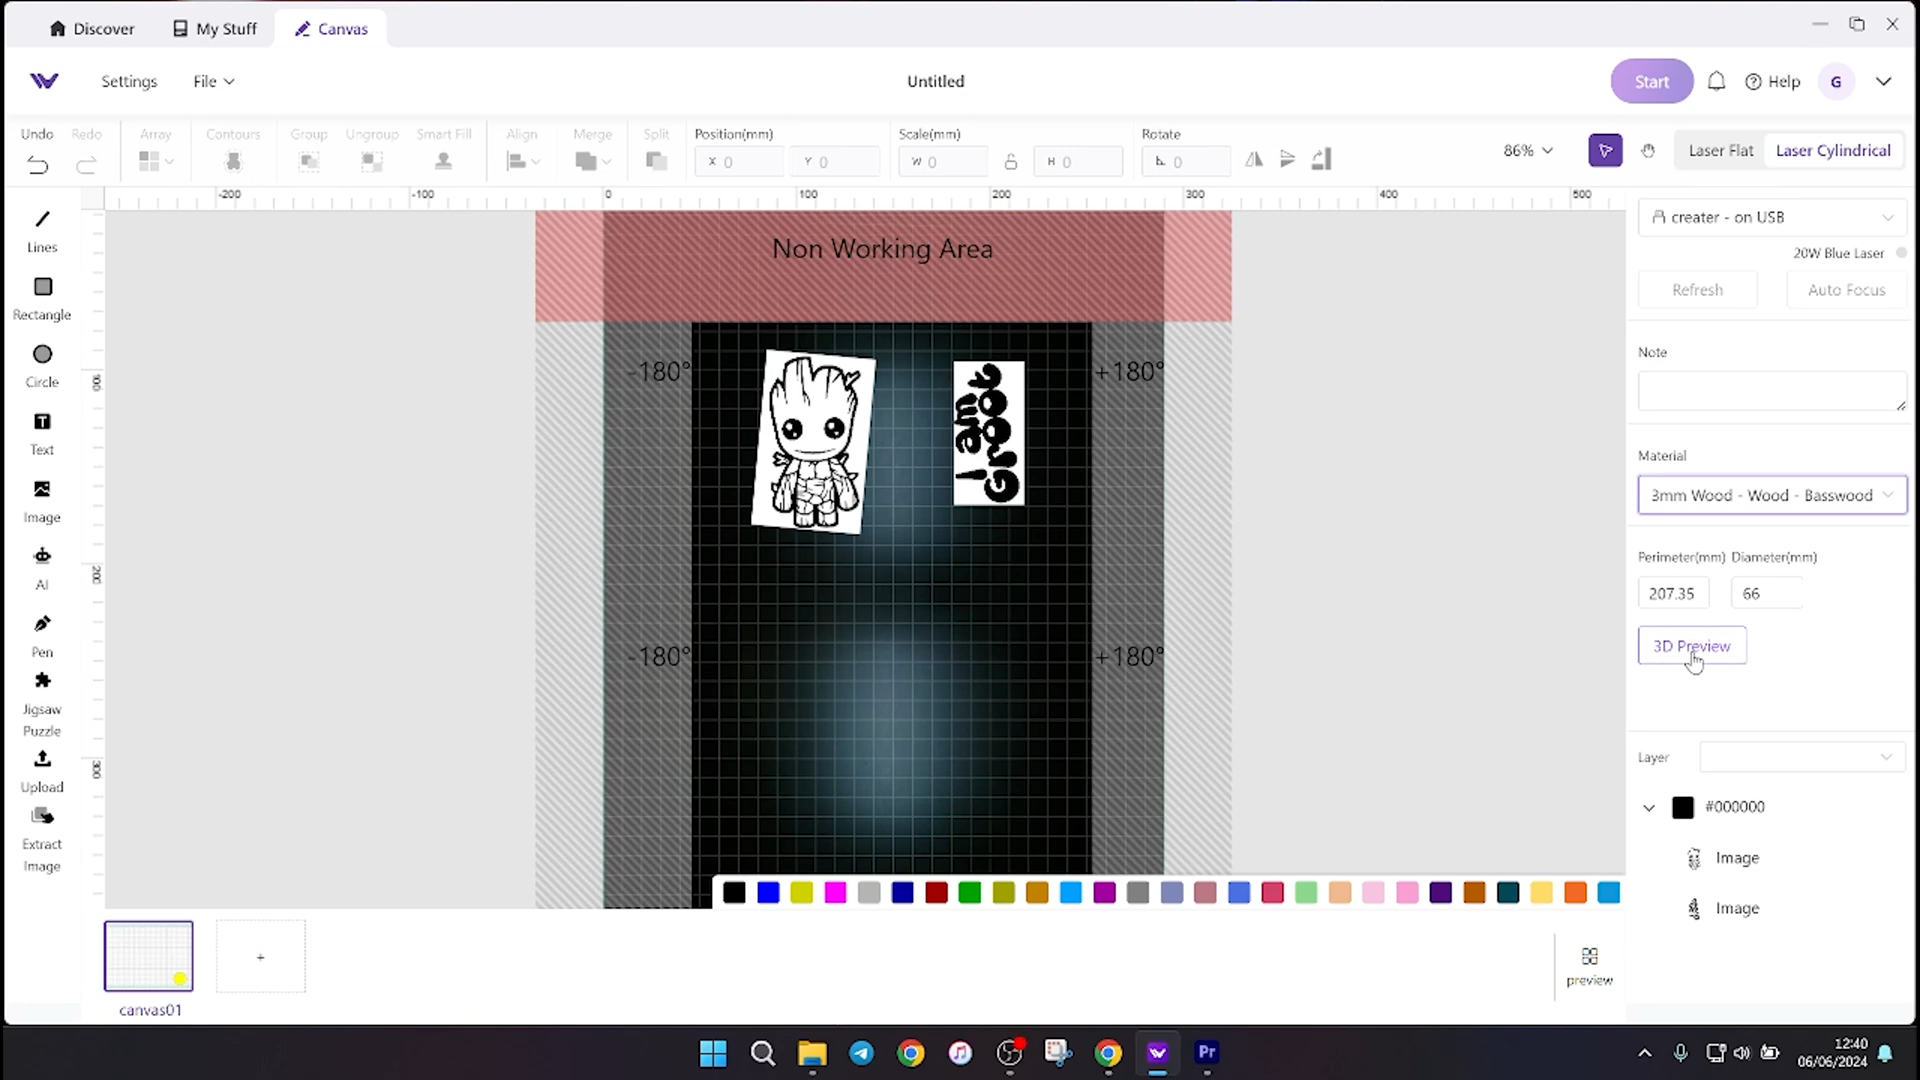 Discover
My Stuff
Canvas
Settings
File
Untitled
Start
Help
G
Undo
Redo
Array
Contours
Group
Ungroup
Smart Fill
Align
Merge
Split
Position(mm)
X 0
Y 0
Scale(mm)
W 0
H 0
Rotate
0
86%
Laser Flat
Laser Cylindrical
-200
-100
0
100
200
300
400
500
100
200
300
Lines
Rectangle
Circle
Text
Image
AI
Pen
Jigsaw
Puzzle
Upload
Extract
Image
Non Working Area
-180°
+180°
I am
Groot
-180°
+180°
creater - on USB
20W Blue Laser
Refresh
Auto Focus
Note
Material
3mm Wood - Wood - Basswood
Perimeter(mm)
Diameter(mm)
207.35
66
3D Preview
Layer
#000000
Image
Image
+
canvas01
preview
Pr
12:40
06/06/2024